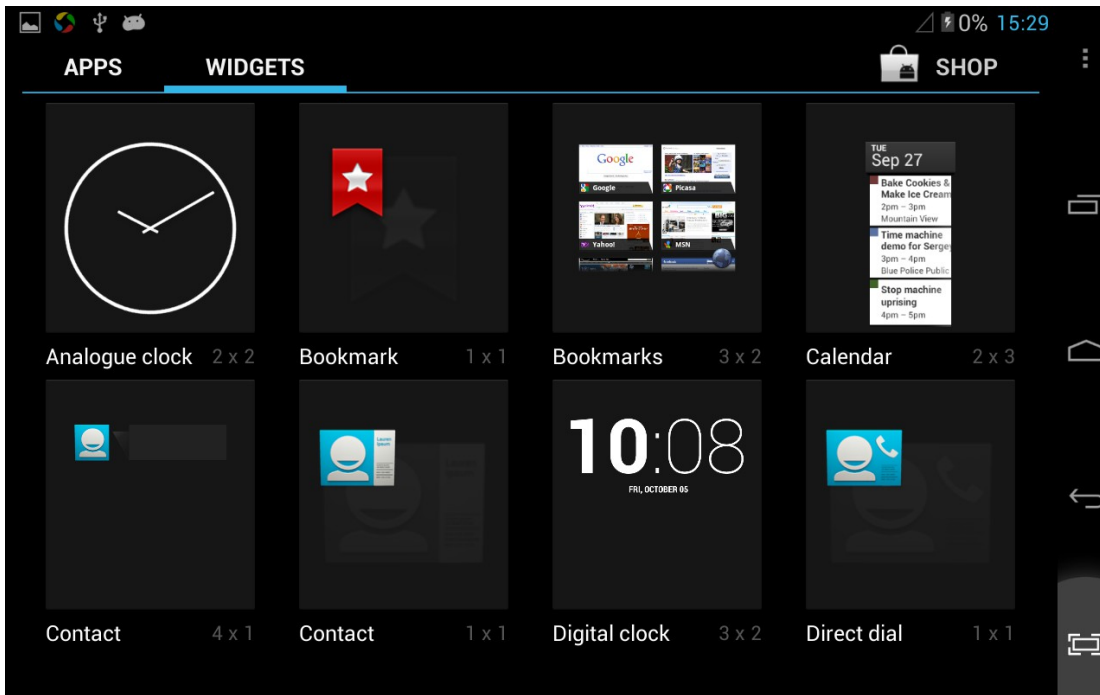 0% 15:29
APPS WIDGETS SHOP
Google
Google
Picasa
Yahoo!
MSN
TUE
Sep 27
Bake Cookies &
Make Ice Cream
2pm – 3pm
Mountain View
Time machine
demo for Sergey
3pm – 4pm
Blue Police Public
Stop machine
uprising
4pm – 5pm
Analogue clock 2 x 2
Bookmark 1 x 1
Bookmarks 3 x 2
Calendar 2 x 3
10:08
FRI, OCTOBER 05
Contact 4 x 1
Contact 1 x 1
Digital clock 3 x 2
Direct dial 1 x 1